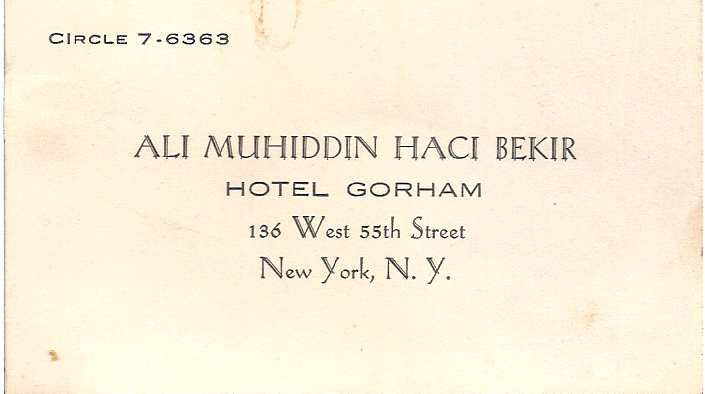 CIRCLE 7-6363
ALI MUHIDDIN HACI BEKIR
HOTEL GORHAM
136 West 55th Street
New York, N. Y.